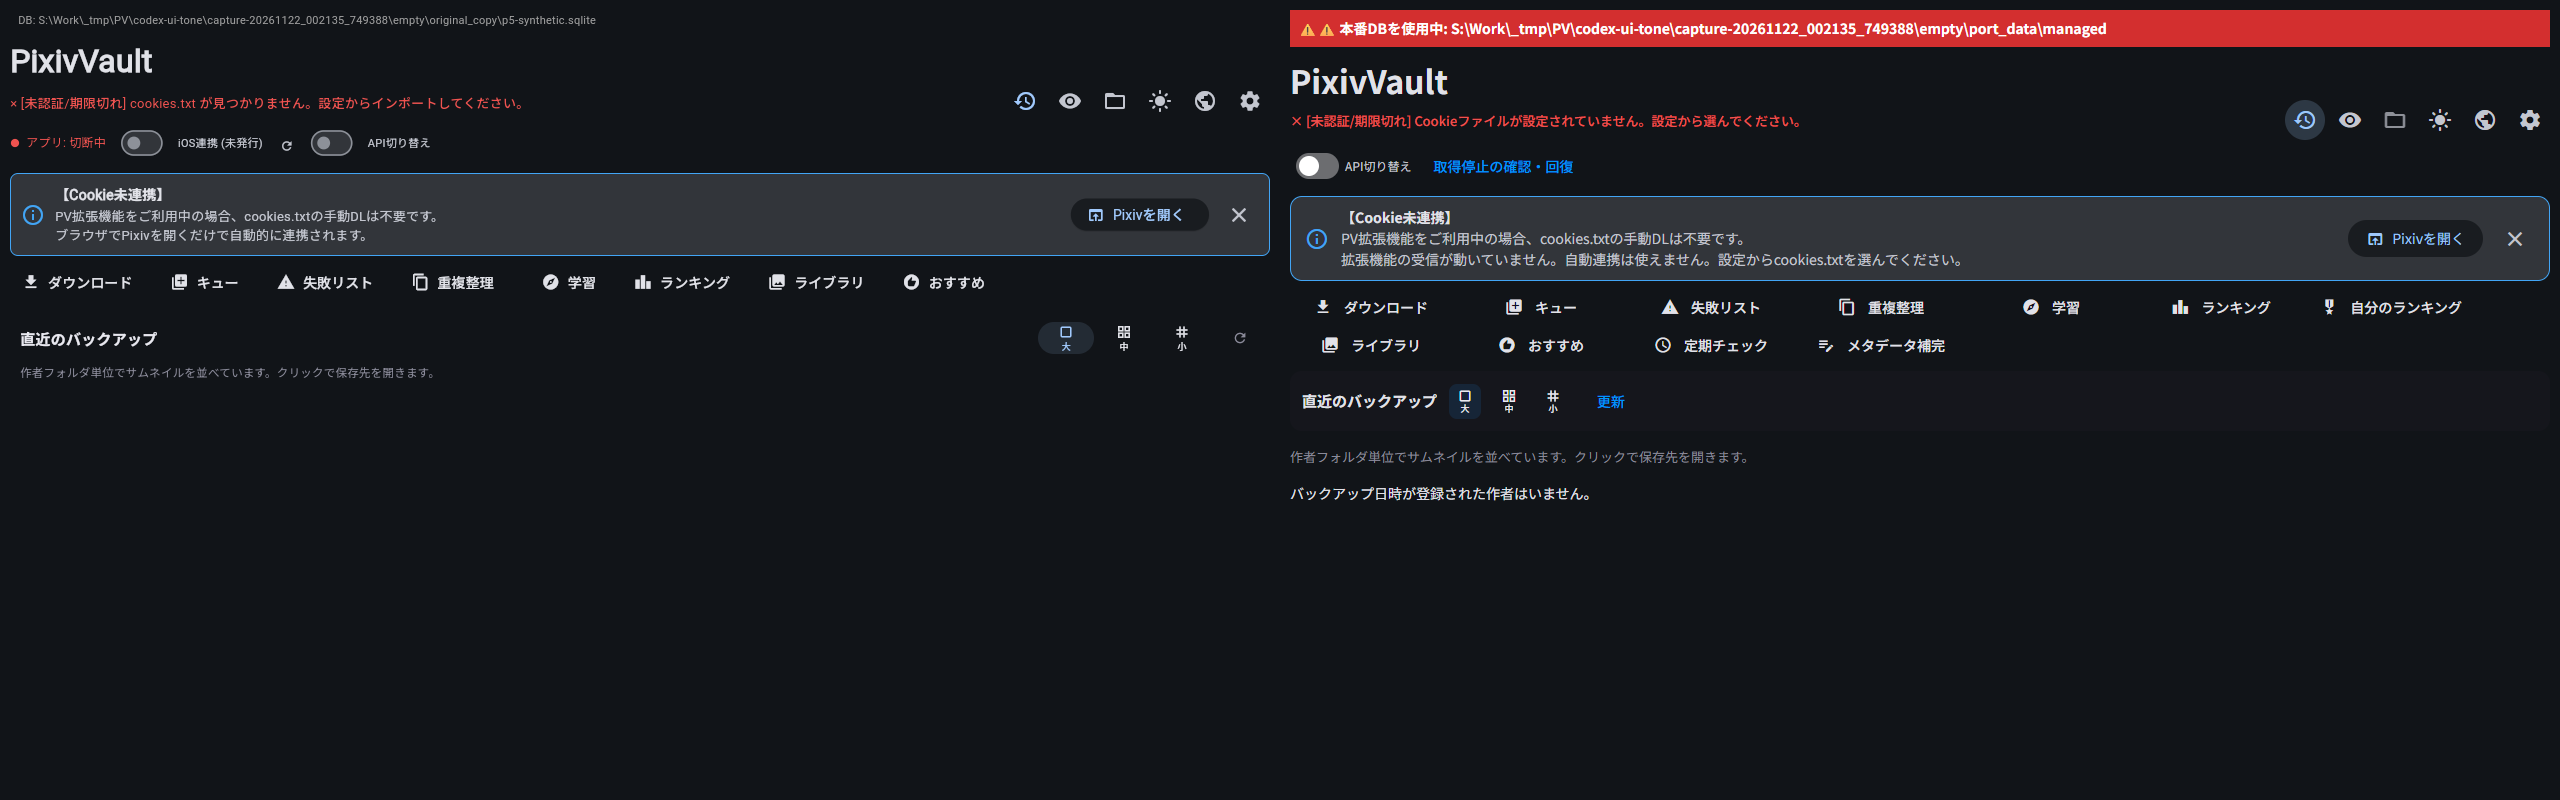 DB: S:\Work\_tmp\PV\codex-ui-tone\capture-20261122_002135_749388\empty\original_copy\p5-synthetic.sqlite
PixivVault
× [未認証/期限切れ] cookies.txt が見つかりません。設定からインポートしてください。
アプリ: 切断中
iOS連携 (未発行)
API切り替え
【Cookie未連携】
PV拡張機能をご利用中の場合、cookies.txtの手動DLは不要です。
ブラウザでPixivを開くだけで自動的に連携されます。
Pixivを開く
ダウンロード
キュー
失敗リスト
重複整理
学習
ランキング
ライブラリ
おすすめ
直近のバックアップ
大
中
小
作者フォルダ単位でサムネイルを並べています。クリックで保存先を開きます。
⚠ ⚠ 本番DBを使用中: S:\Work\_tmp\PV\codex-ui-tone\capture-20261122_002135_749388\empty\port_data\managed
PixivVault
× [未認証/期限切れ] Cookieファイルが設定されていません。設定から選んでください。
API切り替え
取得停止の確認・回復
【Cookie未連携】
PV拡張機能をご利用中の場合、cookies.txtの手動DLは不要です。
拡張機能の受信が動いていません。自動連携は使えません。設定からcookies.txtを選んでください。
Pixivを開く
ダウンロード
キュー
失敗リスト
重複整理
学習
ランキング
自分のランキング
ライブラリ
おすすめ
定期チェック
メタデータ補完
直近のバックアップ
大
中
小
更新
作者フォルダ単位でサムネイルを並べています。クリックで保存先を開きます。
バックアップ日時が登録された作者はいません。